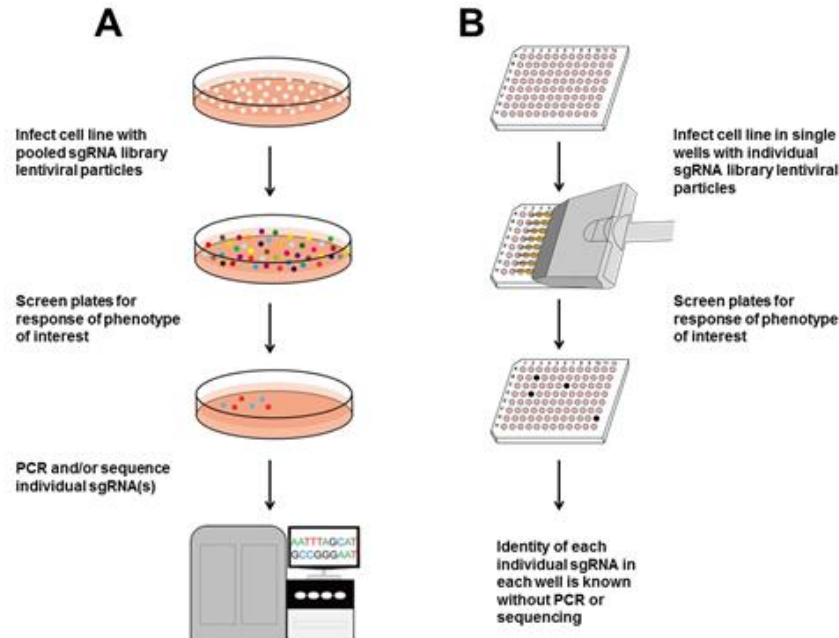 A
Infect cell line with
pooled sgRNA library
lentiviral particles
Screen plates for
response of phenotype
of interest
PCR and/or sequence
individual sgRNA(s)
AATTTAGCAT
GCCGGGAAT
B
Infect cell line in single
wells with individual
sgRNA library lentiviral
particles
Screen plates for
response of phenotype
of interest
Identity of each
individual sgRNA in
each well is known
without PCR or
sequencing